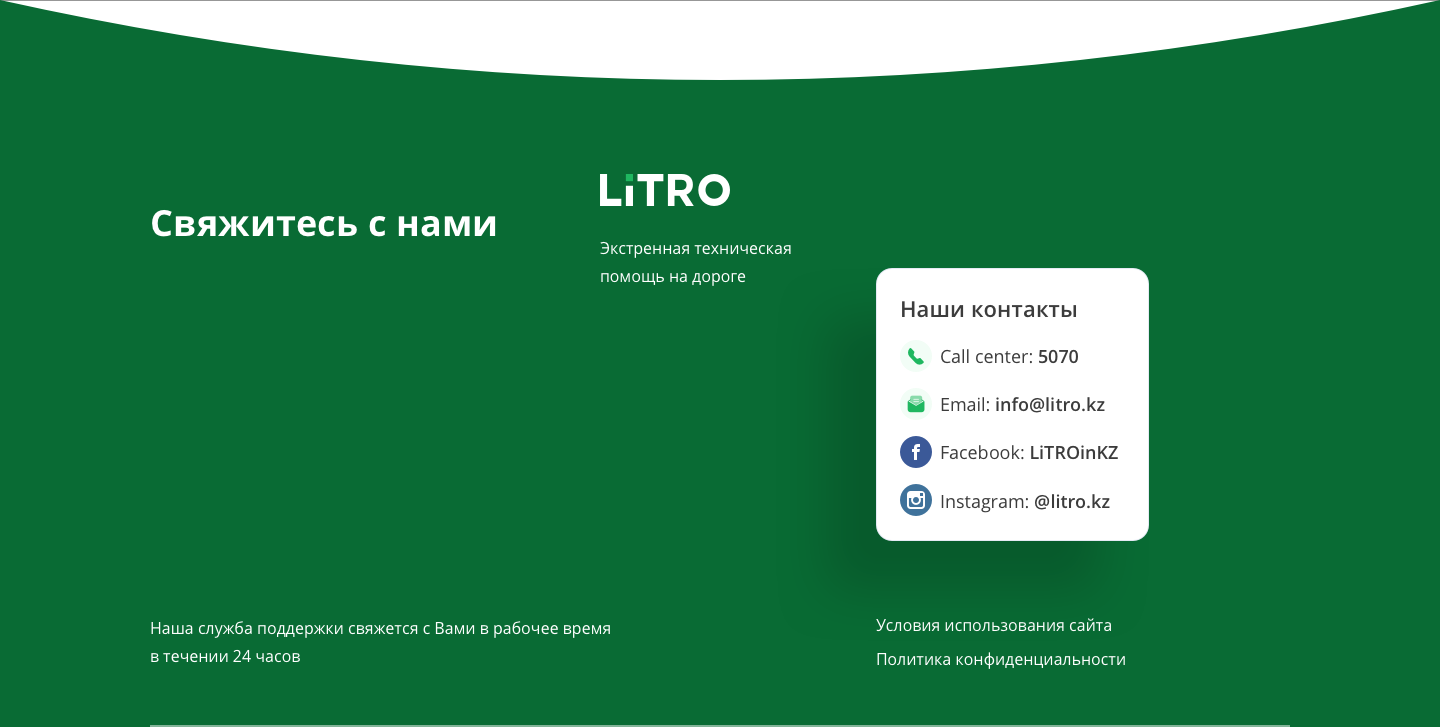 Свяжитесь с нами
LiTRO
Экстренная техническая
помощь на дороге
Наши контакты
Call center: 5070
Email: info@litro.kz
Facebook: LiTROinKZ
Instagram: @litro.kz
Наша служба поддержки свяжется с Вами в рабочее время
в течении 24 часов
Условия использования сайта
Политика конфиденциальности